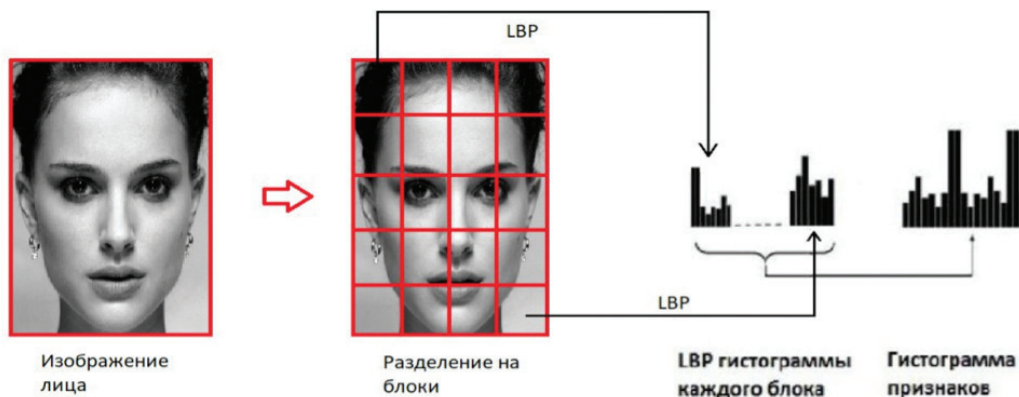 LBP
LBP
Изображение
лица
Разделение на
блоки
LBP гистограммы
каждого блока
Гистограмма
признаков